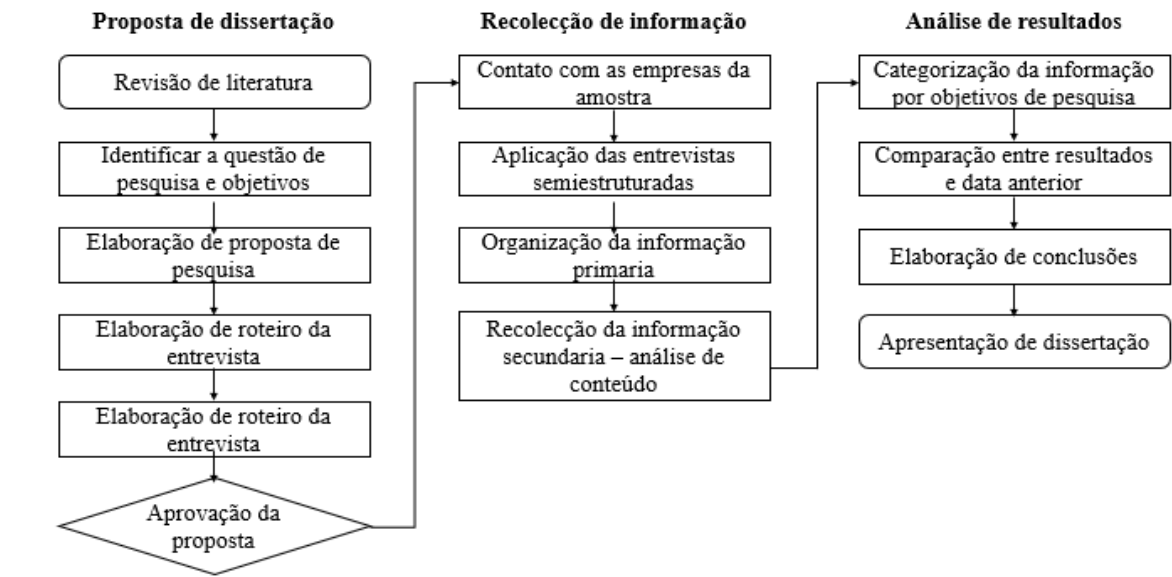 Proposta de dissertação
Revisão de literatura
Identificar a questão de
pesquisa e objetivos
Elaboração de proposta de
pesquisa
Elaboração de roteiro da
entrevista
Elaboração de roteiro da
entrevista
Aprovação da
proposta
Recolecção de informação
Contato com as empresas da
amostra
Aplicação das entrevistas
semiestruturadas
Organização da informação
primaria
Recolecção da informação
secundaria – análise de
conteúdo
Análise de resultados
Categorização da informação
por objetivos de pesquisa
Comparação entre resultados
e data anterior
Elaboração de conclusões
Apresentação de dissertação